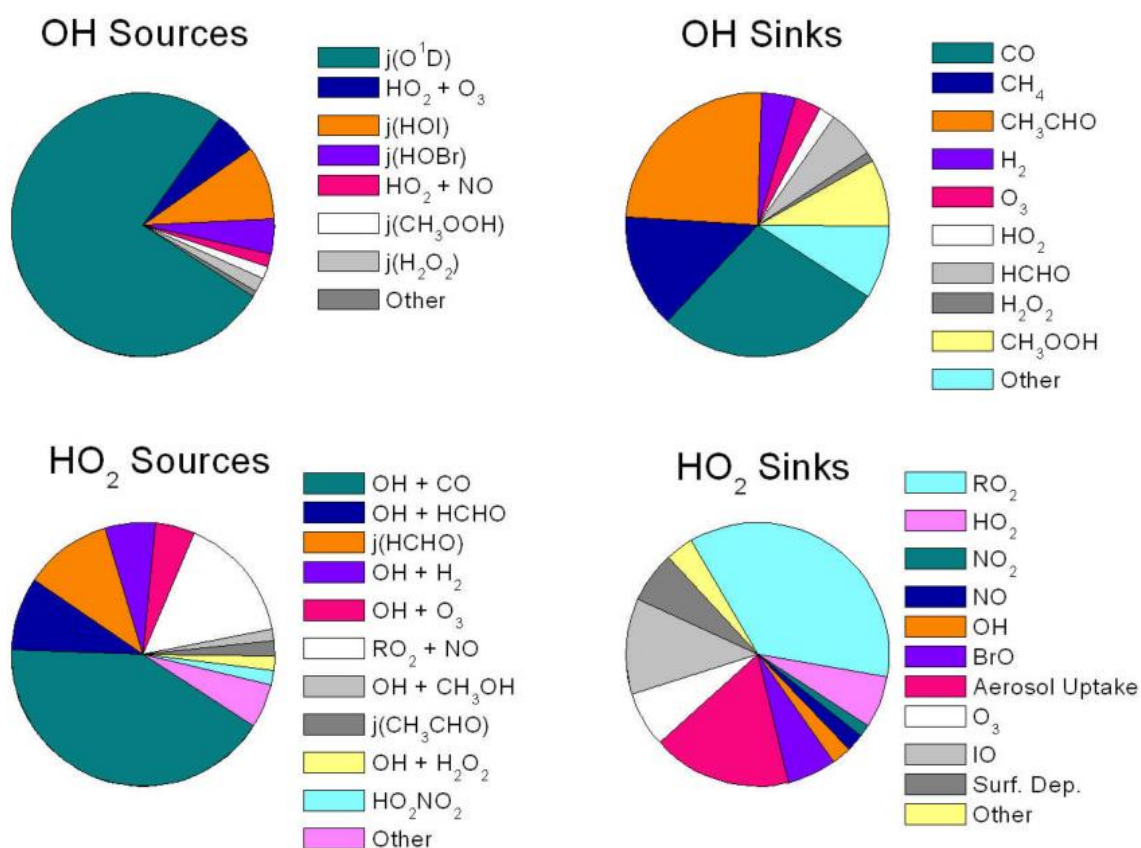 OH Sources
j(O¹D)
HO₂ + O₃
j(HOI)
j(HOBr)
HO₂ + NO
j(CH₃OOH)
j(H₂O₂)
Other
OH Sinks
CO
CH₄
CH₃CHO
H₂
O₃
HO₂
HCHO
H₂O₂
CH₃OOH
Other
HO₂ Sources
OH + CO
OH + HCHO
j(HCHO)
OH + H₂
OH + O₃
RO₂ + NO
OH + CH₃OH
j(CH₃CHO)
OH + H₂O₂
HO₂NO₂
Other
HO₂ Sinks
RO₂
HO₂
NO₂
NO
OH
BrO
Aerosol Uptake
O₃
IO
Surf. Dep.
Other